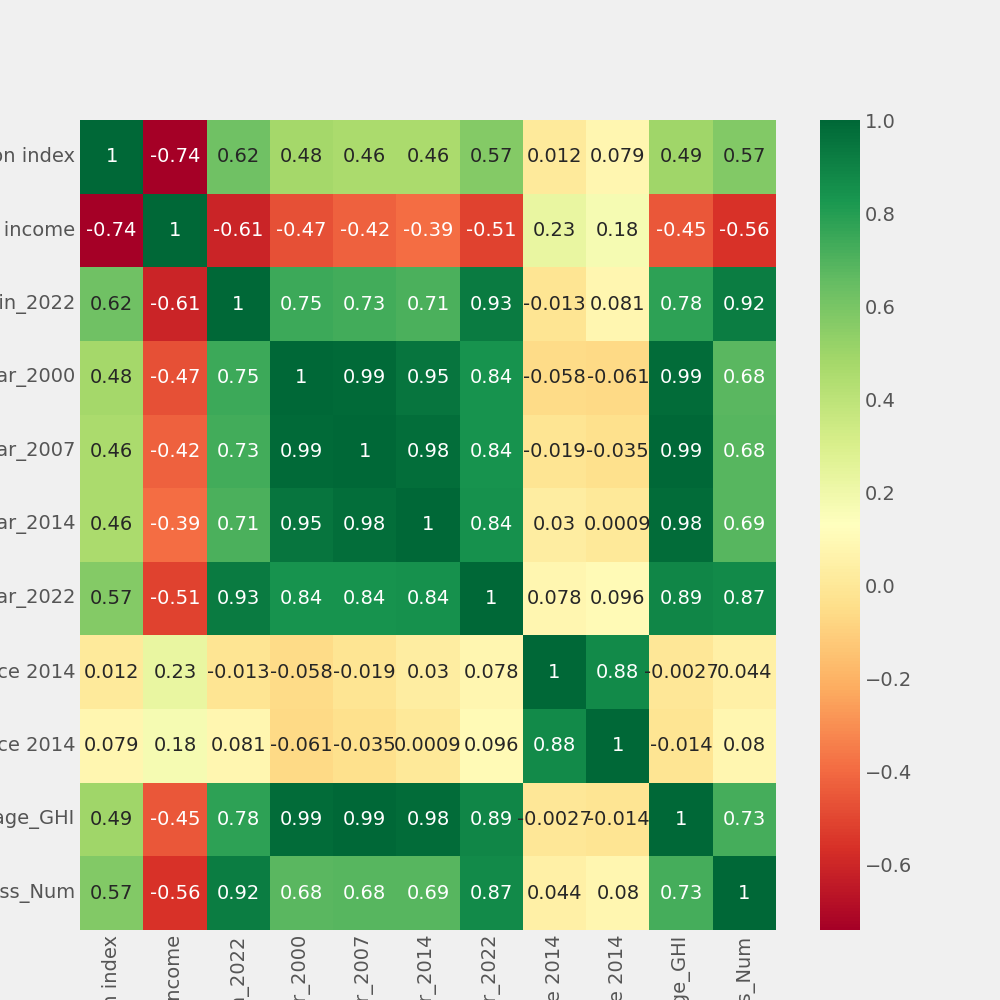 on index 1 -0.74 0.62 0.48 0.46 0.46 0.57 0.012 0.079 0.49 0.57 1.0
income -0.74 1 -0.61 -0.47 -0.42 -0.39 -0.51 0.23 0.18 -0.45 -0.56 0.8
in_2022 0.62 -0.61 1 0.75 0.73 0.71 0.93 -0.013 0.081 0.78 0.92 0.6
ar_2000 0.48 -0.47 0.75 1 0.99 0.95 0.84 -0.058 -0.061 0.99 0.68 0.4
ar_2007 0.46 -0.42 0.73 0.99 1 0.98 0.84 -0.019 -0.035 0.99 0.68 0.2
ar_2014 0.46 -0.39 0.71 0.95 0.98 1 0.84 0.03 0.0009 0.98 0.69
ar_2022 0.57 -0.51 0.93 0.84 0.84 0.84 1 0.078 0.096 0.89 0.87 0.0
ce 2014 0.012 0.23 -0.013 -0.058 -0.019 0.03 0.078 1 0.88 -0.0027 0.044 −0.2
ce 2014 0.079 0.18 0.081 -0.061 -0.035 0.0009 0.096 0.88 1 -0.014 0.08 −0.4
age_GHI 0.49 -0.45 0.78 0.99 0.99 0.98 0.89 -0.0027 -0.014 1 0.73
ss_Num 0.57 -0.56 0.92 0.68 0.68 0.69 0.87 0.044 0.08 0.73 1 −0.6
n index ncome n_2022 r_2000 r_2007 r_2014 r_2022 e 2014 e 2014 ge_GHI s_Num